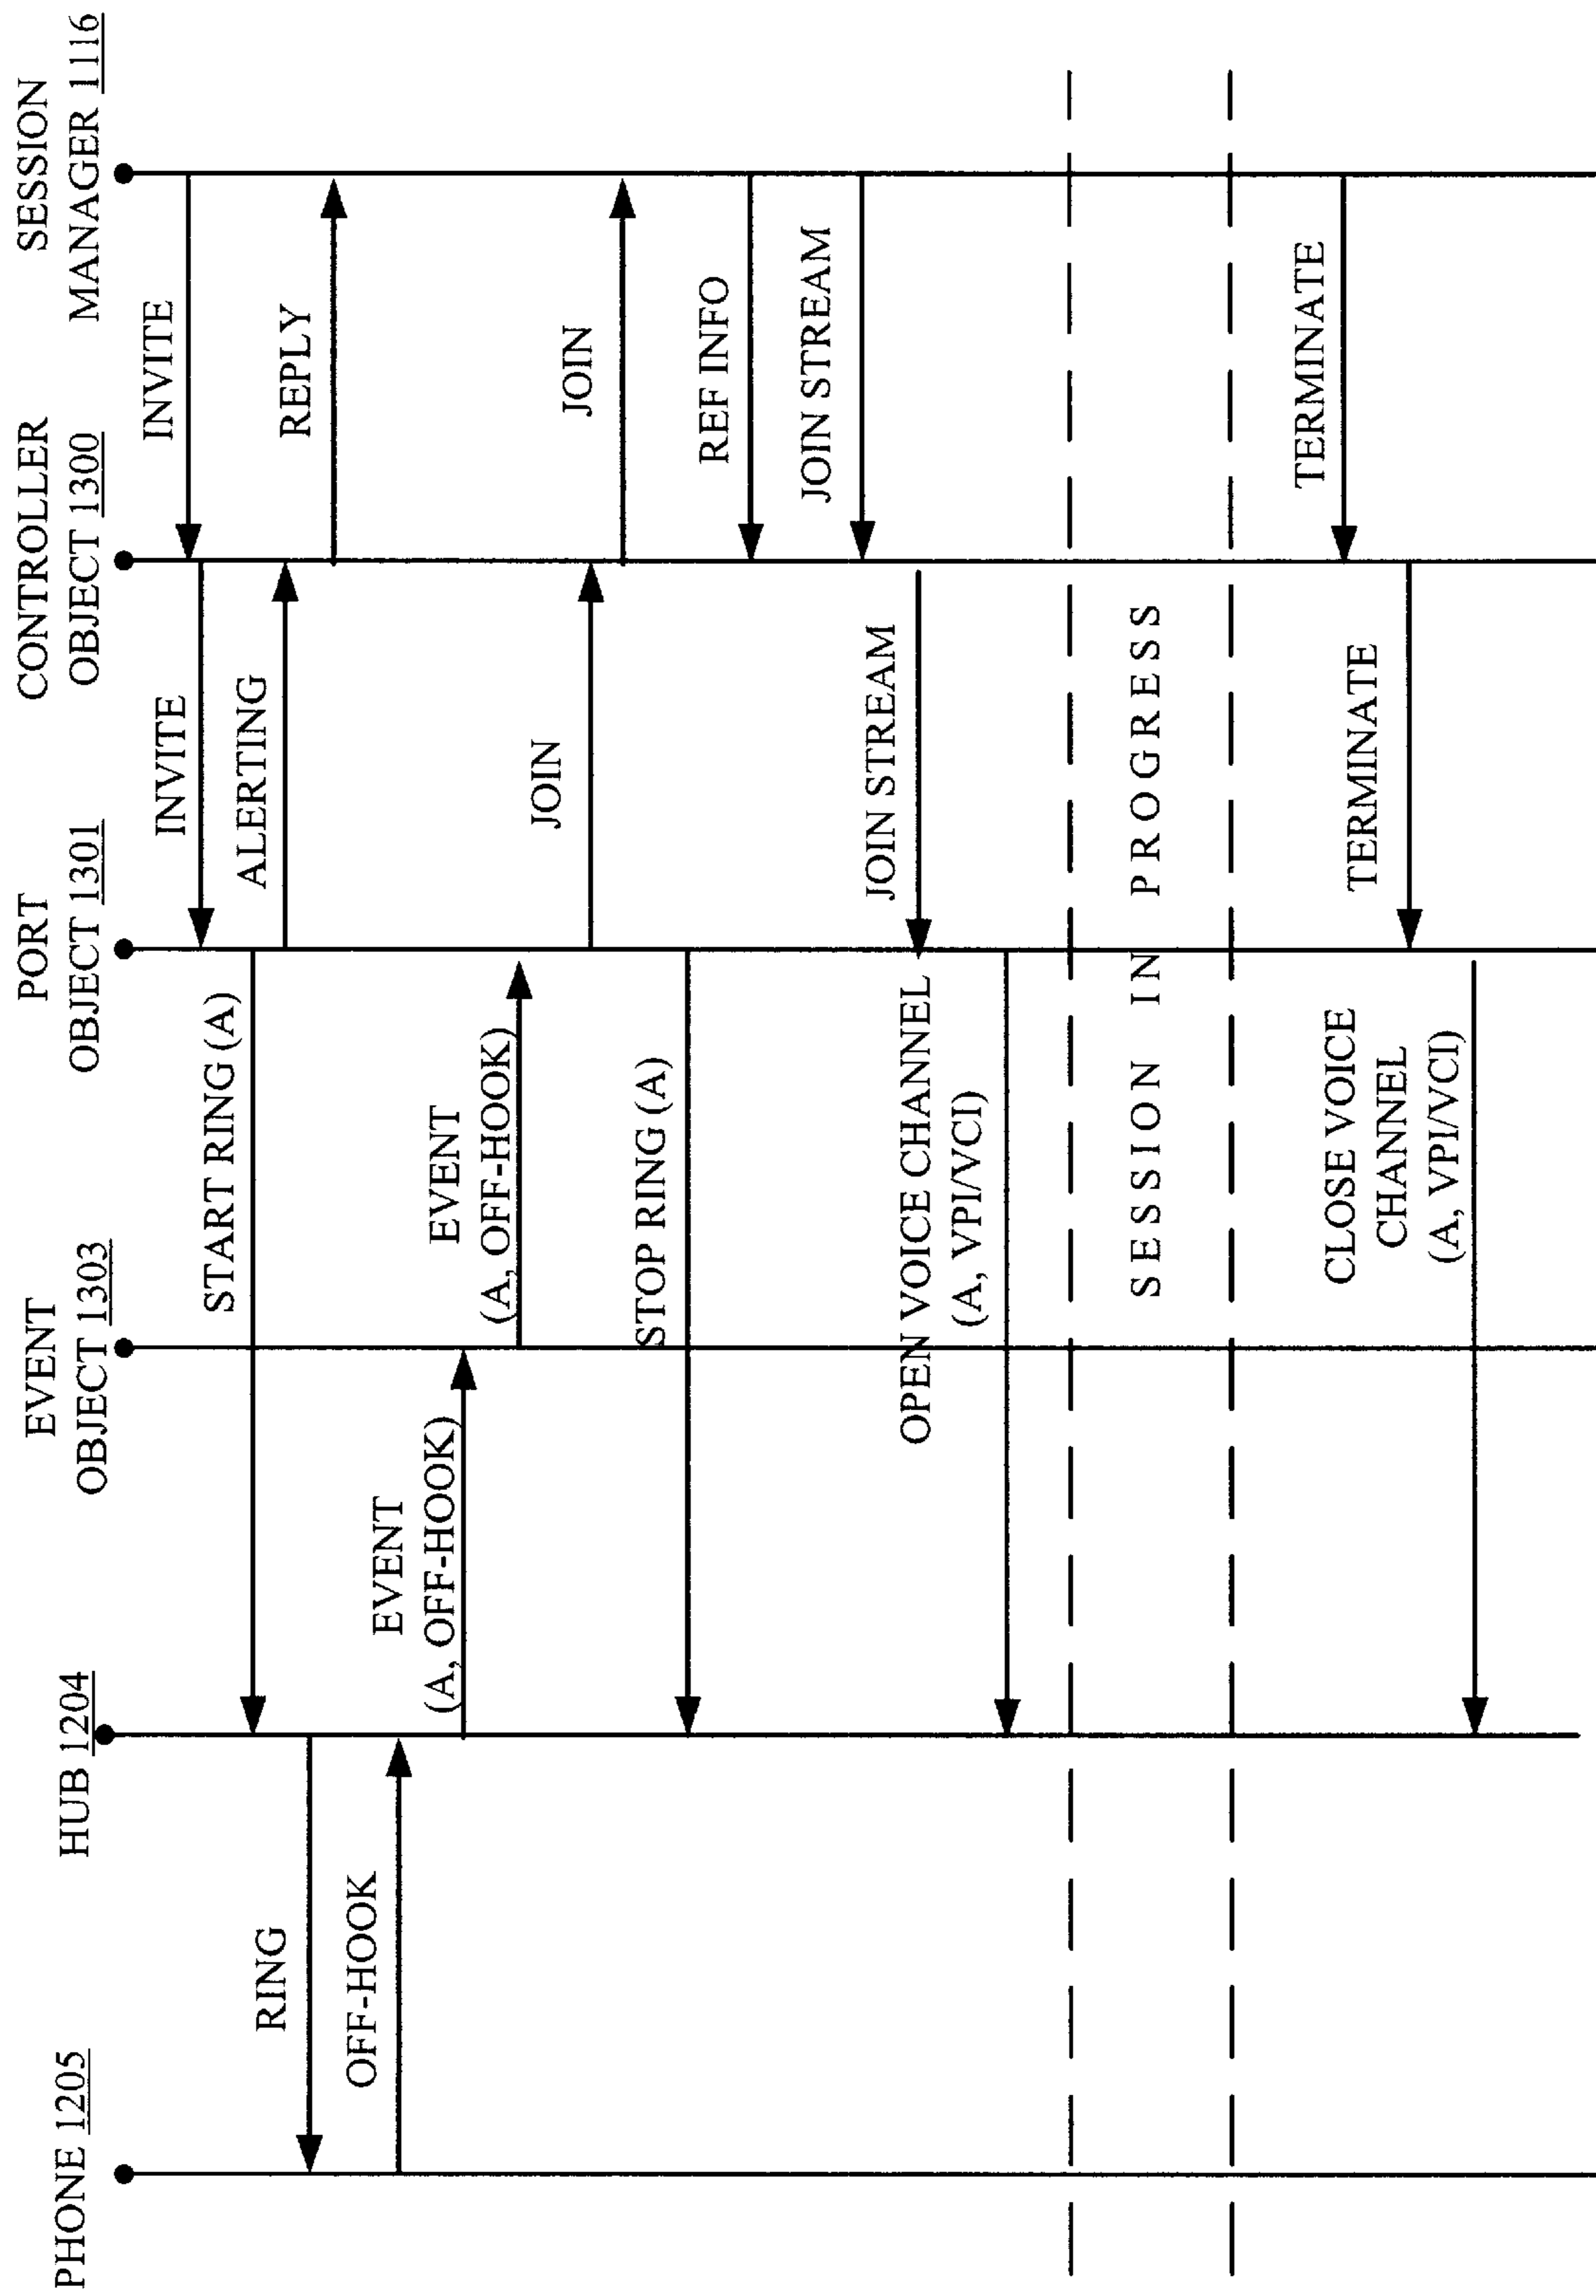 PHONE 1205
HUB 1204
EVENT
OBJECT 1303
PORT
OBJECT 1301
CONTROLLER
OBJECT 1300
SESSION
MANAGER 1116
INVITE
INVITE
START RING (A)
ALERTING
RING
REPLY
OFF-HOOK
EVENT
(A, OFF-HOOK)
EVENT
(A, OFF-HOOK)
JOIN
JOIN
STOP RING (A)
REF INFO
JOIN STREAM
JOIN STREAM
OPEN VOICE CHANNEL
(A, VPI/VCI)
SESSION IN PROGRESS
TERMINATE
TERMINATE
CLOSE VOICE
CHANNEL
(A, VPI/VCI)